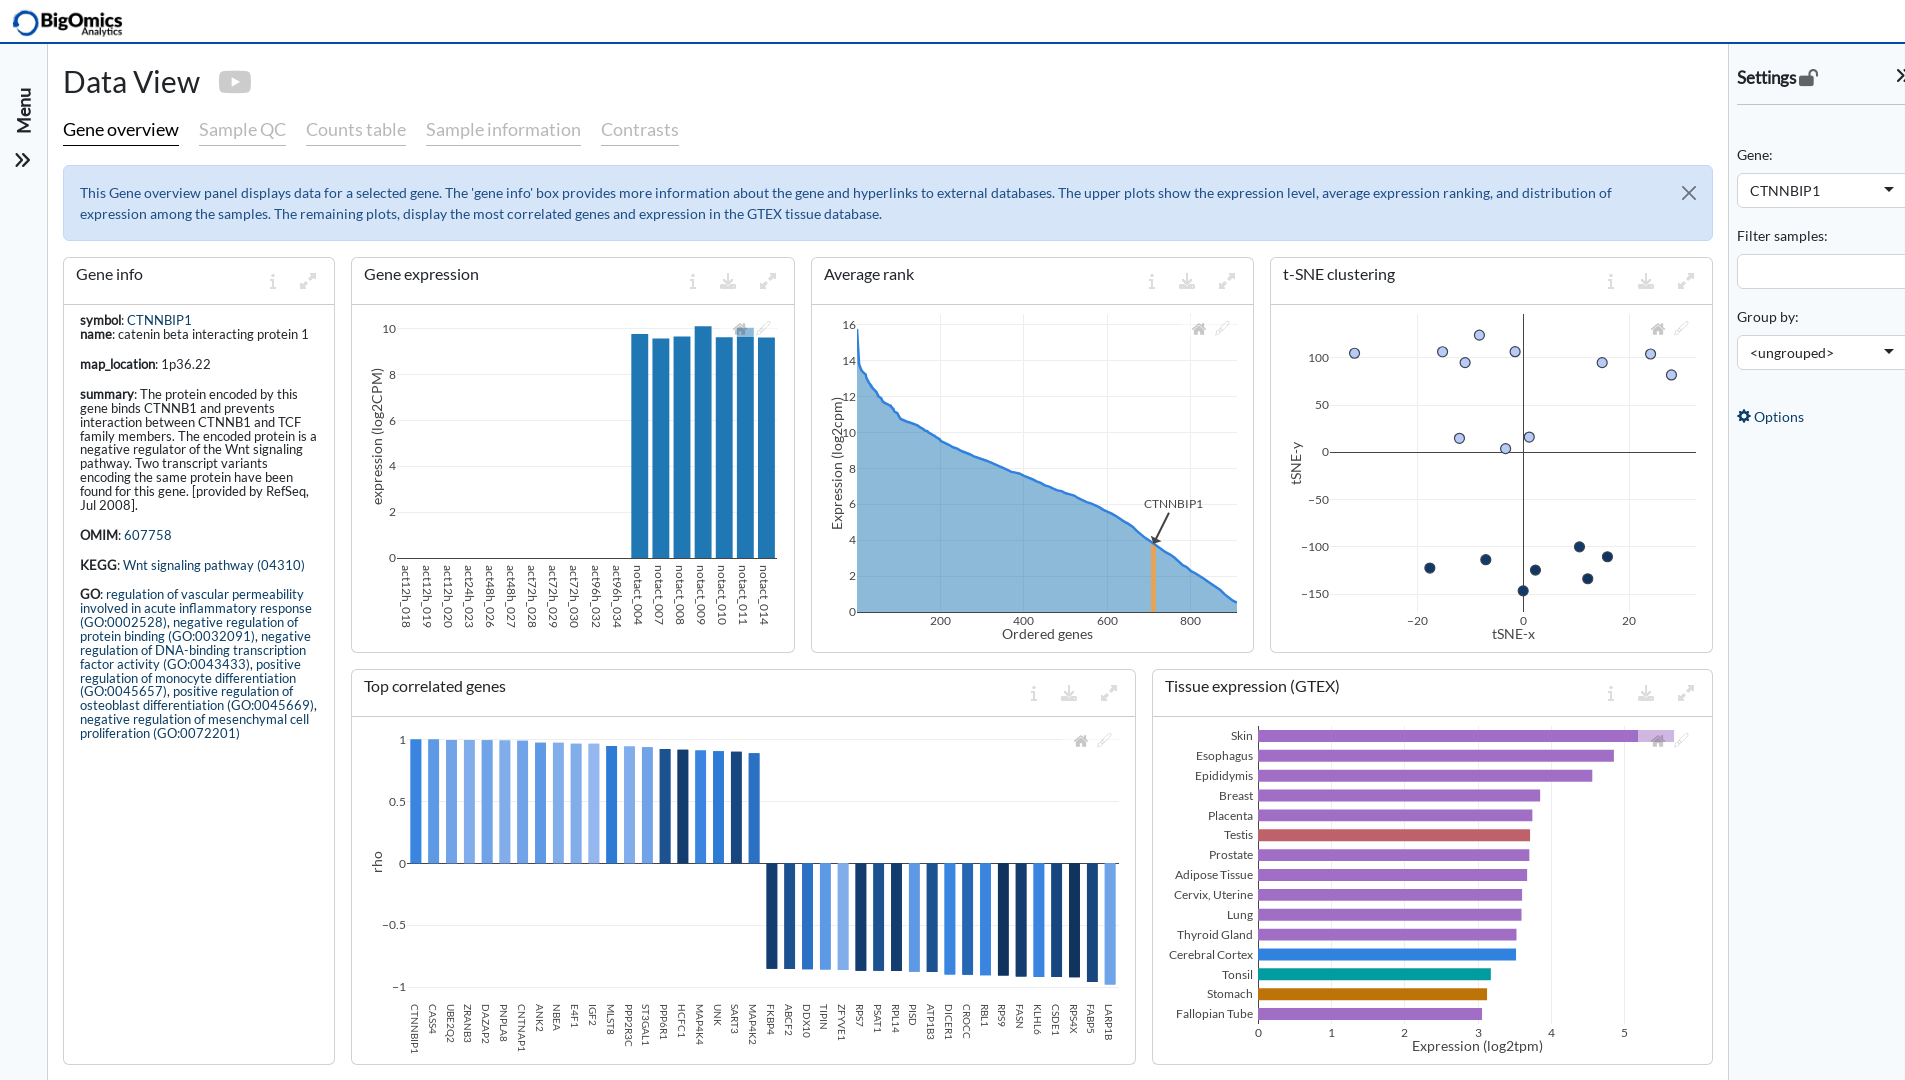 BigOmics
Analytics
Menu
Data View
Gene overview
Sample QC
Counts table
Sample information
Contrasts
This Gene overview panel displays data for a selected gene. The 'gene info' box provides more information about the gene and hyperlinks to external databases. The upper plots show the expression level, average expression ranking, and distribution of
expression among the samples. The remaining plots, display the most correlated genes and expression in the GTEX tissue database.
Gene info
symbol: CTNNBIP1
name: catenin beta interacting protein 1
map_location: 1p36.22
summary: The protein encoded by this
gene binds CTNNB1 and prevents
interaction between CTNNB1 and TCF
family members. The encoded protein is a
negative regulator of the Wnt signaling
pathway. Two transcript variants
encoding the same protein have been
found for this gene. [provided by RefSeq,
Jul 2008].
OMIM: 607758
KEGG: Wnt signaling pathway (04310)
GO: regulation of vascular permeability
involved in acute inflammatory response
(GO:0002528), negative regulation of
protein binding (GO:0032091), negative
regulation of DNA-binding transcription
factor activity (GO:0043433), positive
regulation of monocyte differentiation
(GO:0045657), positive regulation of
osteoblast differentiation (GO:0045669),
negative regulation of mesenchymal cell
proliferation (GO:0072201)
Gene expression
expression (log2CPM)
10
8
6
4
2
0
act12h_018
act12h_019
act12h_020
act24h_023
act48h_026
act48h_027
act72h_028
act72h_029
act72h_030
act96h_032
act96h_034
notact_004
notact_007
notact_008
notact_009
notact_010
notact_011
notact_014
Average rank
Expression (log2cpm)
16
14
12
10
8
6
4
2
0
CTNNBIP1
200
400
600
800
Ordered genes
t-SNE clustering
tSNE-y
100
50
0
−50
−100
−150
−20
0
20
tSNE-x
Top correlated genes
rho
1
0.5
0
−0.5
−1
CTNNBIP1
CASS4
UBE2Q2
ZRANB3
DAZAP2
PNPLA8
CNTNAP1
ANK2
NBEA
E4F1
IGF2
MLST8
PPP2R3C
ST3GAL1
PPP6R1
HCFC1
MAP4K4
UNK
SART3
MAP4K2
FKBP4
ABCF2
DDX10
TIPIN
ZFYVE1
RPS7
PSAT1
RPL14
PISD
ATP1B3
DICER1
CROCC
RBL1
RPS9
FASN
KLHL6
CSDE1
RPS4X
FABP5
LARP1B
Tissue expression (GTEX)
Skin
Esophagus
Epididymis
Breast
Placenta
Testis
Prostate
Adipose Tissue
Cervix, Uterine
Lung
Thyroid Gland
Cerebral Cortex
Tonsil
Stomach
Fallopian Tube
0
1
2
3
4
5
Expression (log2tpm)
Settings
Gene:
CTNNBIP1
Filter samples:
Group by:
<ungrouped>
Options